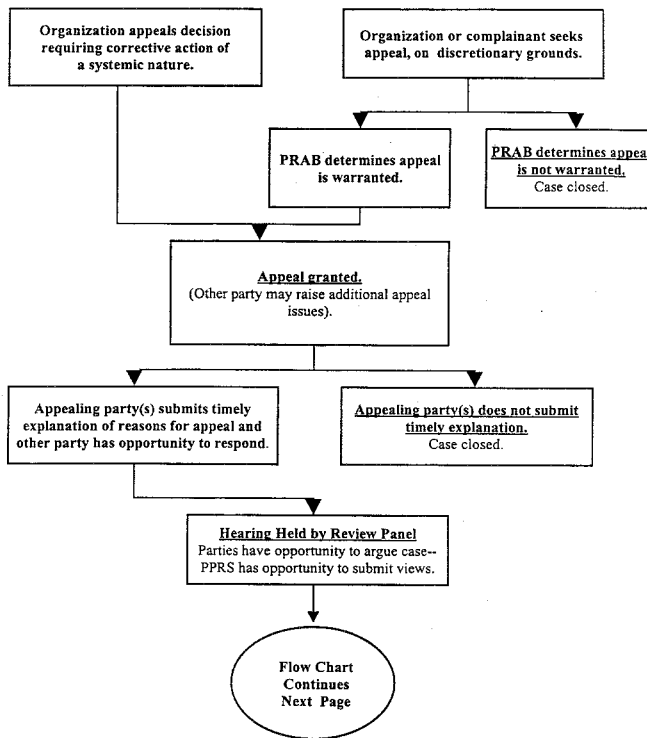 Organization appeals decision
requiring corrective action of
a systemic nature.
Organization or complainant seeks
appeal, on discretionary grounds.
PRAB determines appeal
is warranted.
PRAB determines appeal
is not warranted.
Case closed.
Appeal granted.
(Other party may raise additional appeal
issues).
Appealing party(s) submits timely
explanation of reasons for appeal and
other party has opportunity to respond.
Appealing party(s) does not submit
timely explanation.
Case closed.
Hearing Held by Review Panel
Parties have opportunity to argue case--
PPRS has opportunity to submit views.
Flow Chart
Continues
Next Page